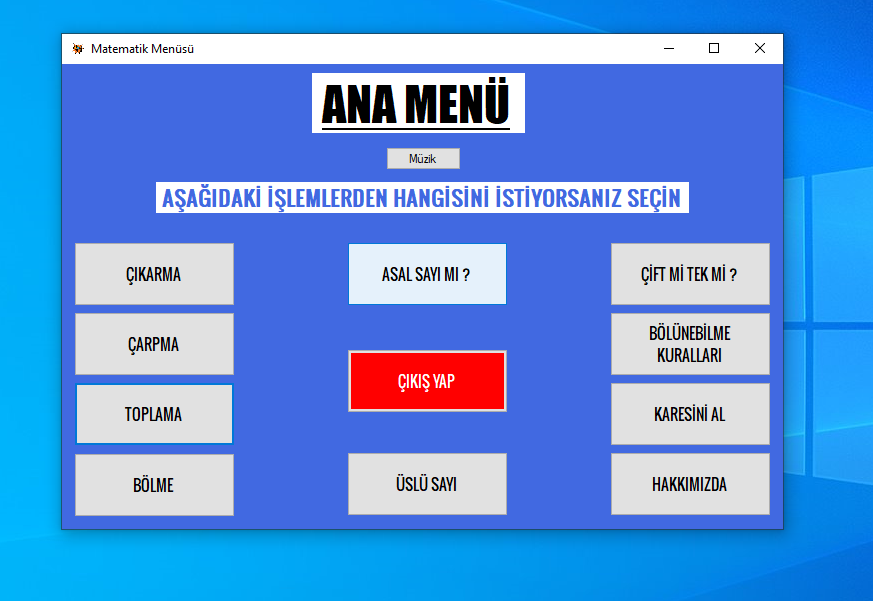 Matematik Menüsü
ANA MENÜ
Müzik
AŞAĞIDAKİ İŞLEMLERDEN HANGİSİNİ İSTİYORSANIZ SEÇİN
ÇIKARMA
ASAL SAYI MI ?
ÇİFT Mİ TEK Mİ ?
ÇARPMA
BÖLÜNEBİLME
KURALLARI
ÇIKIŞ YAP
TOPLAMA
KARESİNİ AL
BÖLME
ÜSLÜ SAYI
HAKKIMIZDA